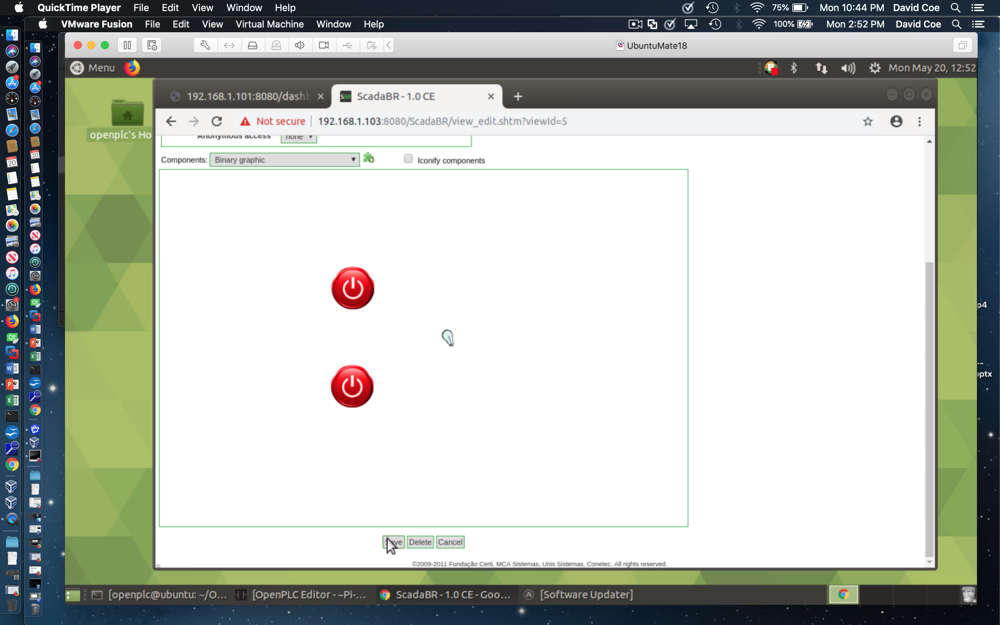 QuickTime Player File Edit View Window Help 75% Mon 10:44 PM David Coe
VMware Fusion File Edit View Virtual Machine Window Help 100% Mon 2:52 PM David Coe
UbuntuMate18
Menu Mon May 20, 12:52
192.168.1.101:8080/dashb ScadaBR - 1.0 CE
Not secure 192.168.1.103:8080/ScadaBR/view_edit.shtm?viewId=5
openplc's Ho
Anonymous access none
Components: Binary graphic Iconify components
p4
pptx
Save Delete Cancel
©2009-2011 Fundação Certi, MCA Sistemas, Unis Sistemas, Conetec. All rights reserved.
[openplc@ubuntu: ~/O... [OpenPLC Editor - ~Pi-... ScadaBR - 1.0 CE - Goo... [Software Updater]